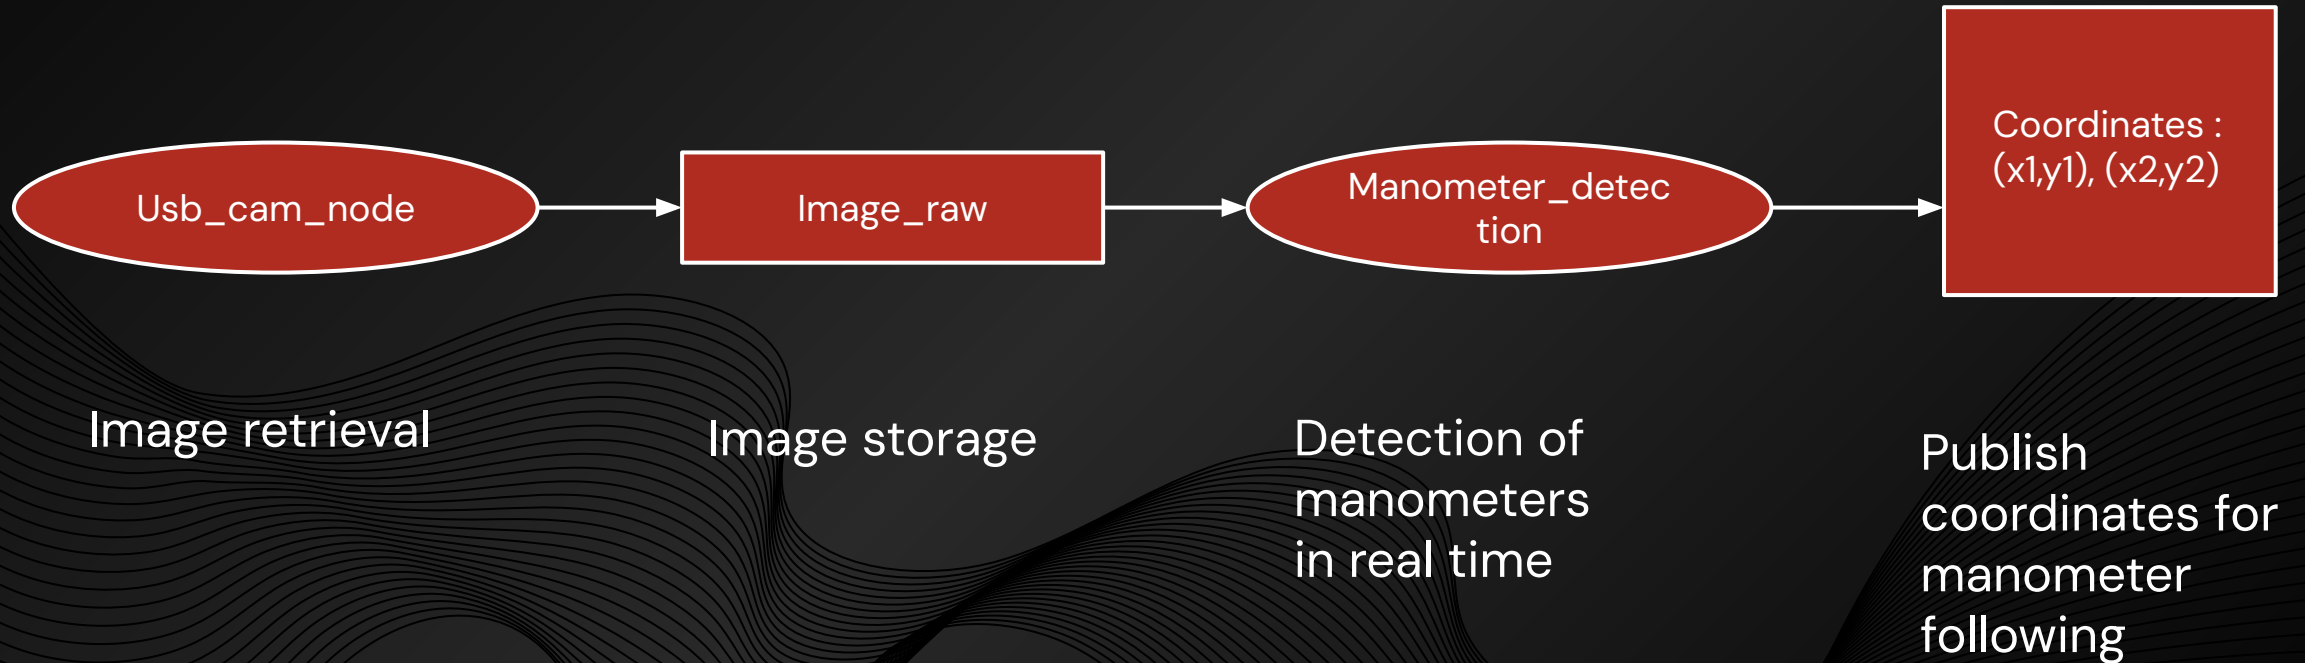 Usb_cam_node
Image_raw
Manometer_detec
tion
Coordinates :
(x1,y1), (x2,y2)
Image retrieval
Image storage
Detection of
manometers
in real time
Publish
coordinates for
manometer
following